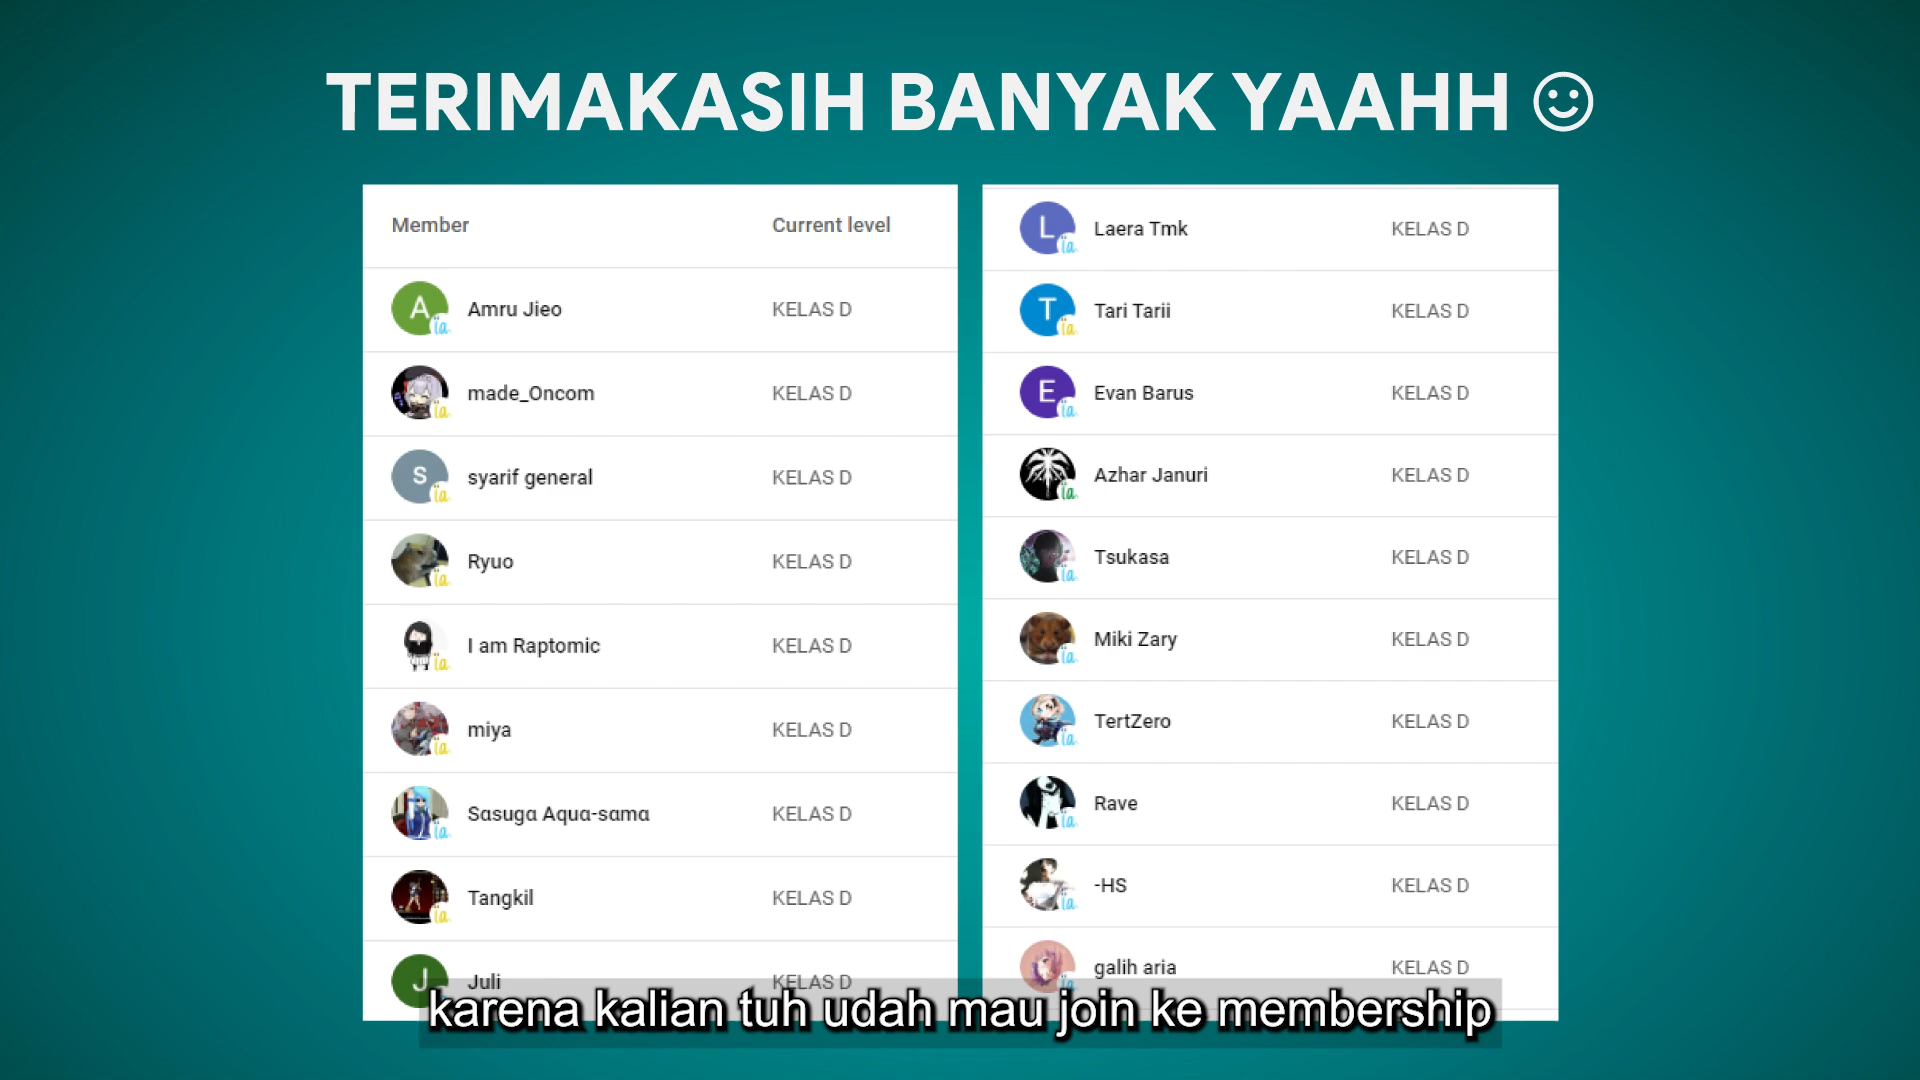 TERIMAKASIH BANYAK YAAHH ☺
Member Current level
A Amru Jieo KELAS D
made_Oncom KELAS D
S syarif general KELAS D
Ryuo KELAS D
I am Raptomic KELAS D
miya KELAS D
Sαsugα Aquα-sαmα KELAS D
Tangkil KELAS D
J Juli KELAS D
L Laera Tmk KELAS D
T Tari Tarii KELAS D
E Evan Barus KELAS D
Azhar Januri KELAS D
Tsukasa KELAS D
Miki Zary KELAS D
TertZero KELAS D
Rave KELAS D
-HS KELAS D
galih aria KELAS D
karena kalian tuh udah mau join ke membership